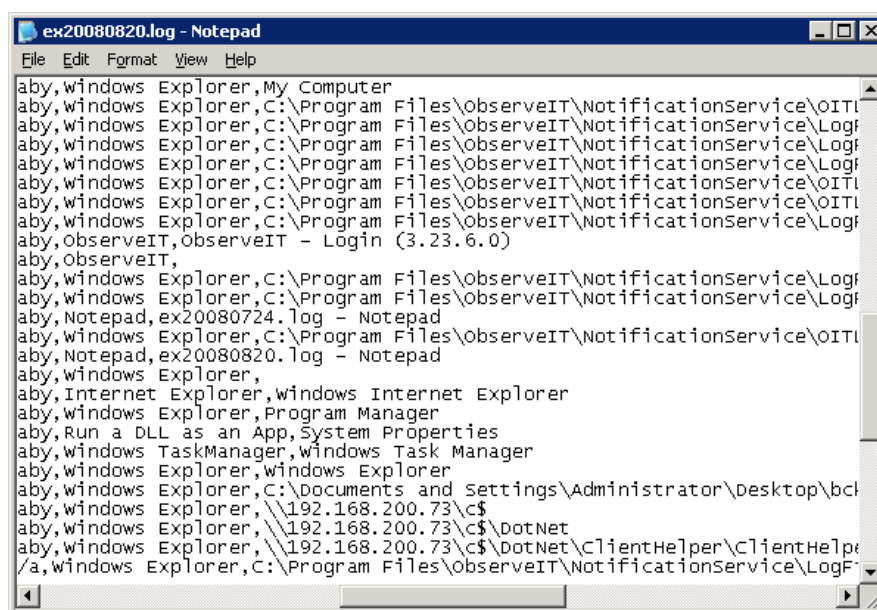 ex20080820.log - Notepad
File Edit Format View Help
aby,Windows Explorer,My Computer
aby,Windows Explorer,C:\Program Files\ObserveIT\NotificationService\OITL
aby,Windows Explorer,C:\Program Files\ObserveIT\NotificationService\Log
aby,Windows Explorer,C:\Program Files\ObserveIT\NotificationService\Log
aby,Windows Explorer,C:\Program Files\ObserveIT\NotificationService\Log
aby,Windows Explorer,C:\Program Files\ObserveIT\NotificationService\OITL
aby,Windows Explorer,C:\Program Files\ObserveIT\NotificationService\OITL
aby,Windows Explorer,C:\Program Files\ObserveIT\NotificationService\Log
aby,ObserveIT,ObserveIT - Login (3.23.6.0)
aby,ObserveIT,
aby,Windows Explorer,C:\Program Files\ObserveIT\NotificationService\Log
aby,Windows Explorer,C:\Program Files\ObserveIT\NotificationService\Log
aby,Notepad,ex20080724.log - Notepad
aby,Windows Explorer,C:\Program Files\ObserveIT\NotificationService\OITL
aby,Notepad,ex20080820.log - Notepad
aby,Windows Explorer,
aby,Internet Explorer,Windows Internet Explorer
aby,Windows Explorer,Program Manager
aby,Run a DLL as an App,System Properties
aby,Windows TaskManager,Windows Task Manager
aby,Windows Explorer,Windows Explorer
aby,Windows Explorer,C:\Documents and Settings\Administrator\Desktop\bck
aby,Windows Explorer,\\192.168.200.73\c$
aby,Windows Explorer,\\192.168.200.73\c$\DotNet
aby,Windows Explorer,\\192.168.200.73\c$\DotNet\ClientHelper\ClientHelpe
/a,Windows Explorer,C:\Program Files\ObserveIT\NotificationService\LogF